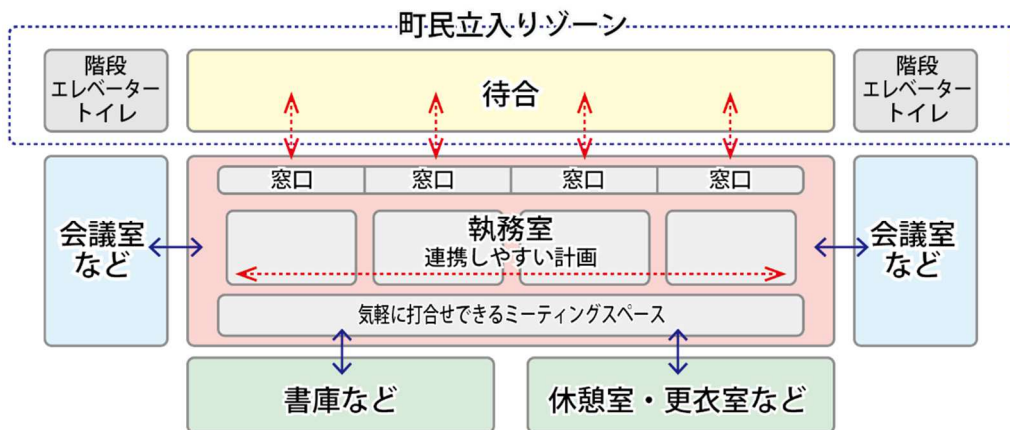 町民立入りゾーン
階段
エレベーター
トイレ
待合
階段
エレベーター
トイレ
窓口
窓口
窓口
窓口
会議室
など
執務室
連携しやすい計画
会議室
など
気軽に打合せできるミーティングスペース
書庫など
休憩室・更衣室など